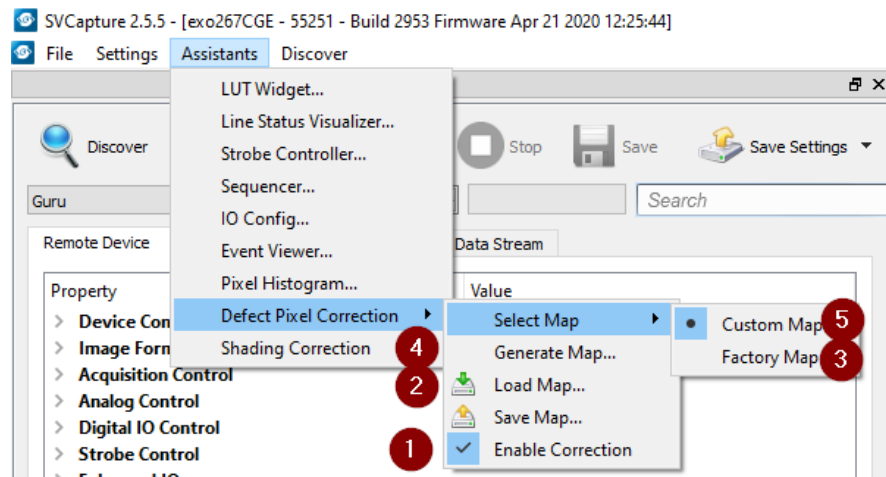 SVCapture 2.5.5 - [exo267CGE - 55251 - Build 2953 Firmware Apr 21 2020 12:25:44]
File Settings Assistants Discover
LUT Widget...
Line Status Visualizer...
Strobe Controller...
Sequencer...
IO Config...
Event Viewer...
Pixel Histogram...
Defect Pixel Correction
Shading Correction 4
Discover
Stop Save Save Settings
Guru
Search
Remote Device
Data Stream
Property Value
Image Form
Acquisition Control
Analog Control
Digital IO Control
Strobe Control
Select Map
Generate Map...
2 Load Map...
Save Map...
1 Enable Correction
Custom Map 5
Factory Map 3